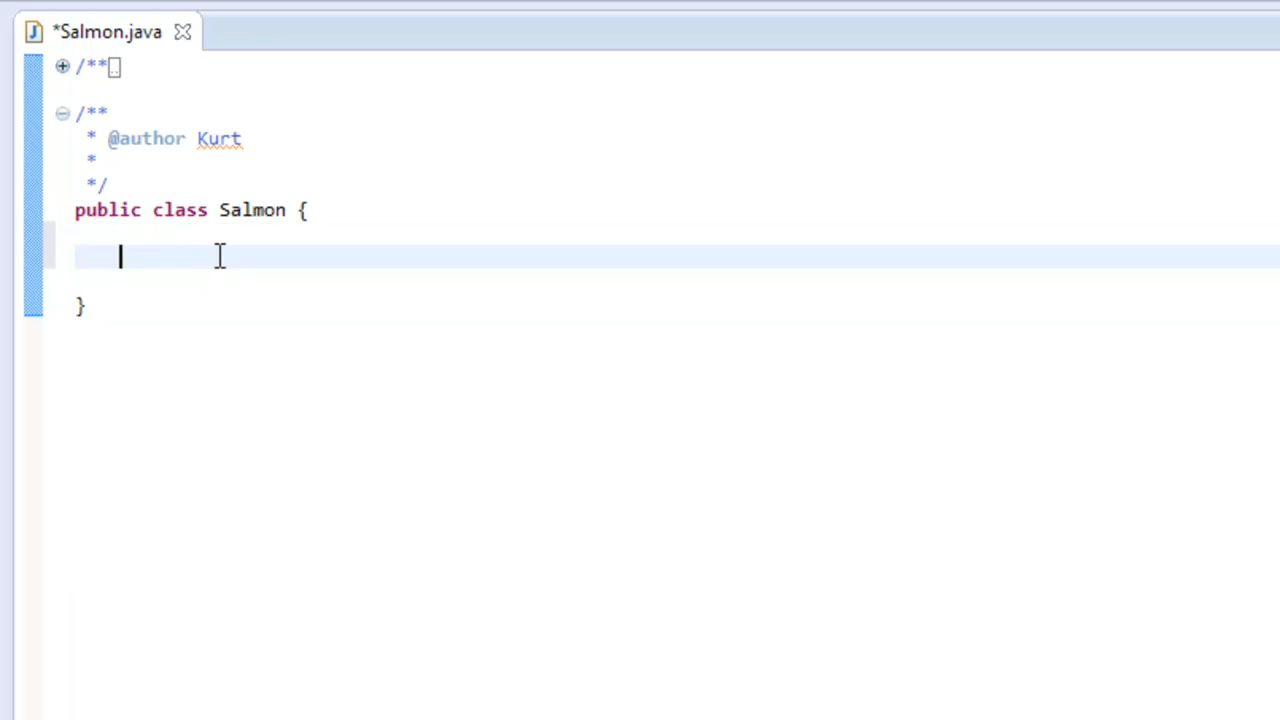 *Salmon.java
/**
/**
* @author Kurt
*
*/
public class Salmon {
}